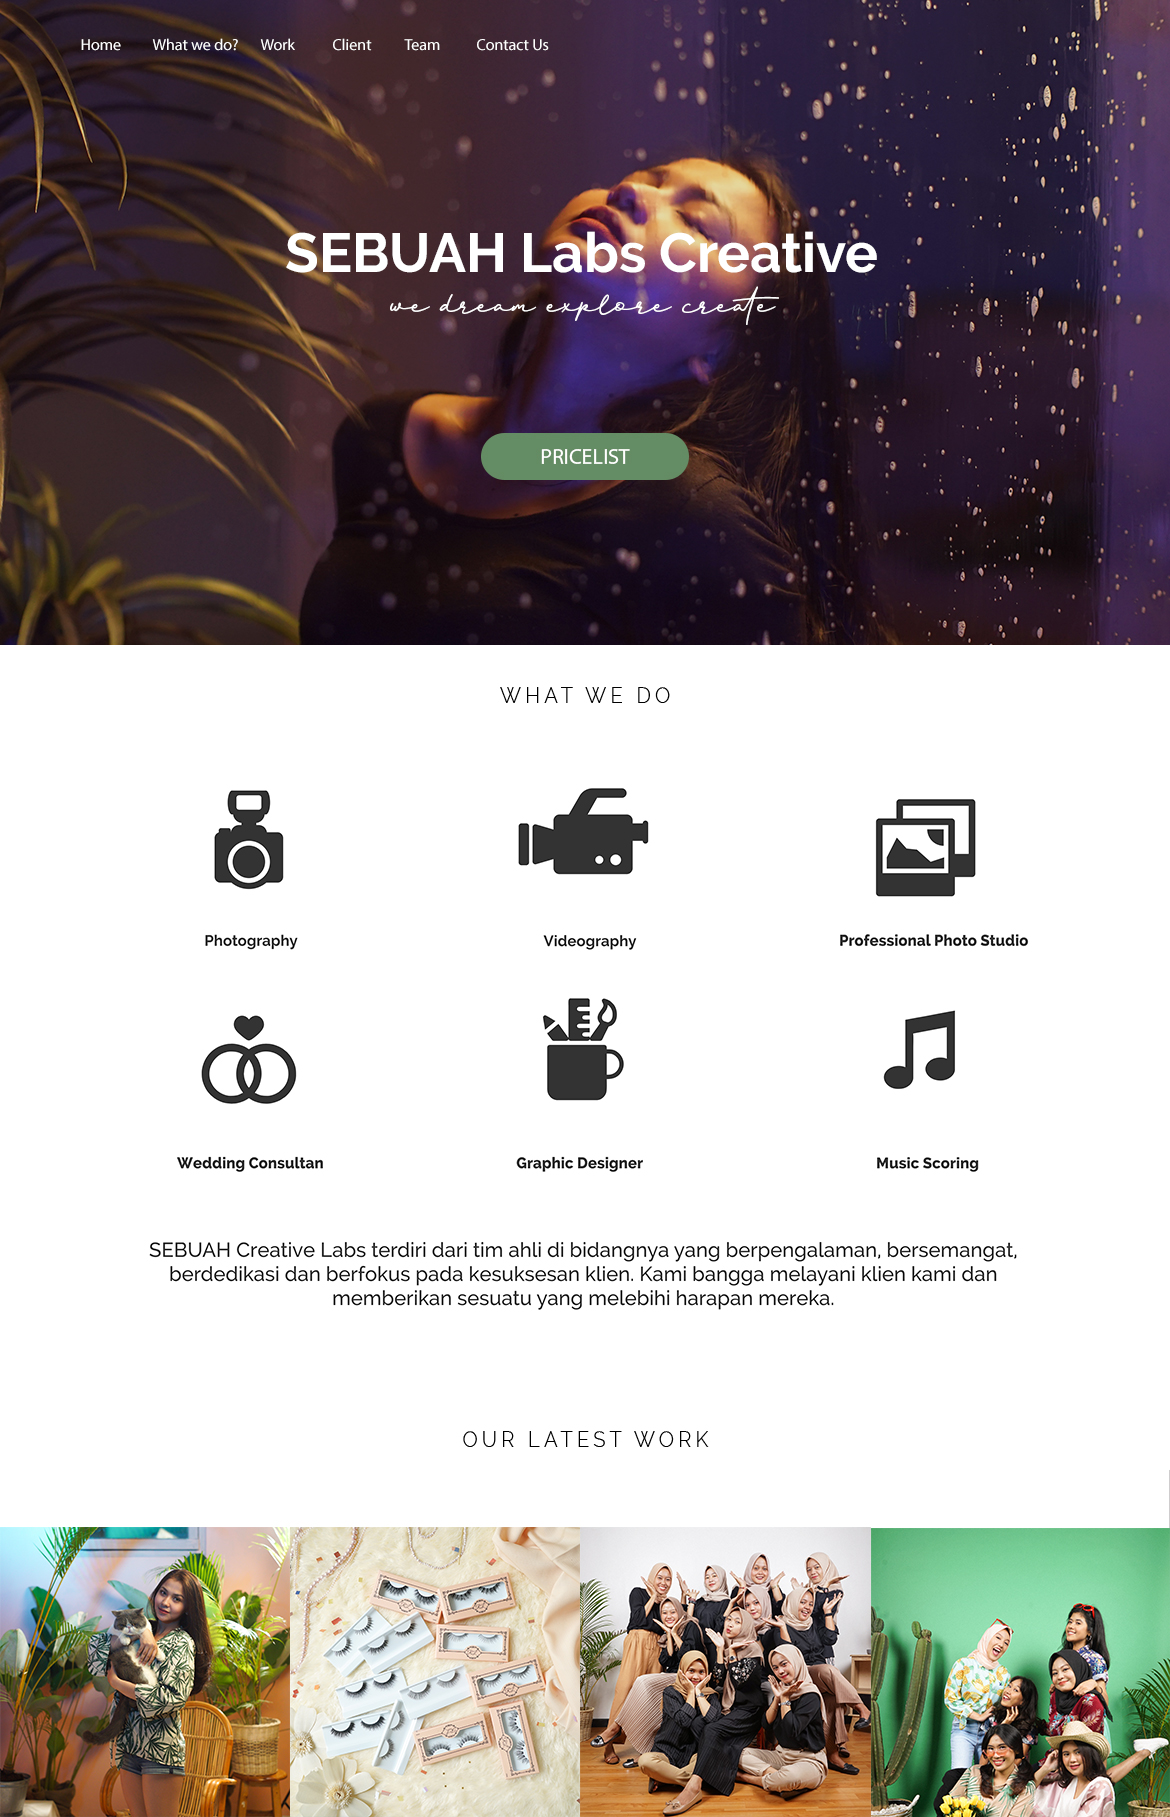 Home What we do? Work Client Team Contact Us
SEBUAH Labs Creative
we dream explore create
PRICELIST
WHAT WE DO
Photography Videography Professional Photo Studio
Wedding Consultan Graphic Designer Music Scoring
SEBUAH Creative Labs terdiri dari tim ahli di bidangnya yang berpengalaman, bersemangat,
berdedikasi dan berfokus pada kesuksesan klien. Kami bangga melayani klien kami dan
memberikan sesuatu yang melebihi harapan mereka.
OUR LATEST WORK